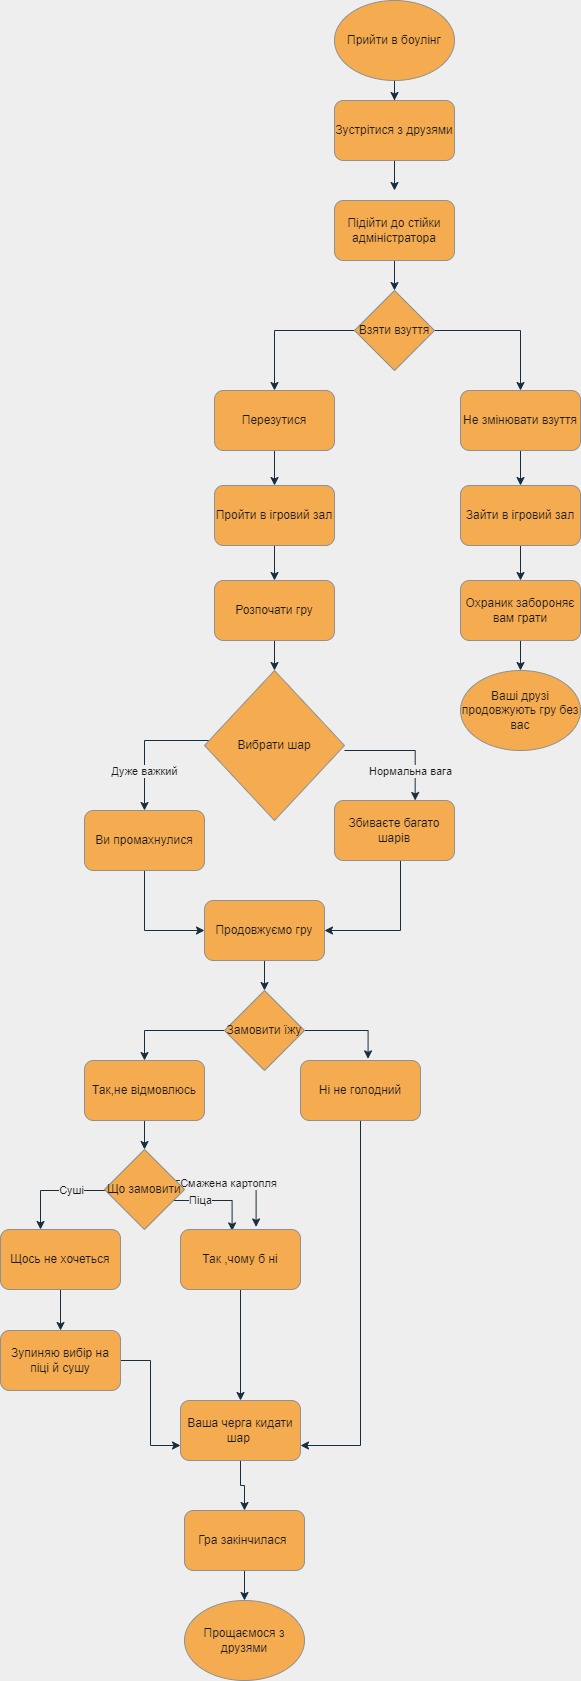 Прийти в боулінг
Зустрітися з друзями
Підійти до стійки
адміністратора
Взяти взуття
Перезутися
Не змінювати взуття
Пройти в ігровий зал
Зайти в ігровий зал
Розпочати гру
Охраник забороняє
вам грати
Ваші друзі
продовжують гру без
вас
Вибрати шар
Дуже важкий
Нормальна вага
Ви промахнулися
Збиваєте багато
шарів
Продовжуємо гру
Замовити їжу
Так,не відмовлюсь
Ні не голодний
Що замовити
Суші
Смажена картопля
Піца
Щось не хочеться
Так ,чому б ні
Зупиняю вибір на
піці й сушу
Ваша черга кидати
шар
Гра закінчилася
Прощаємося з
друзями